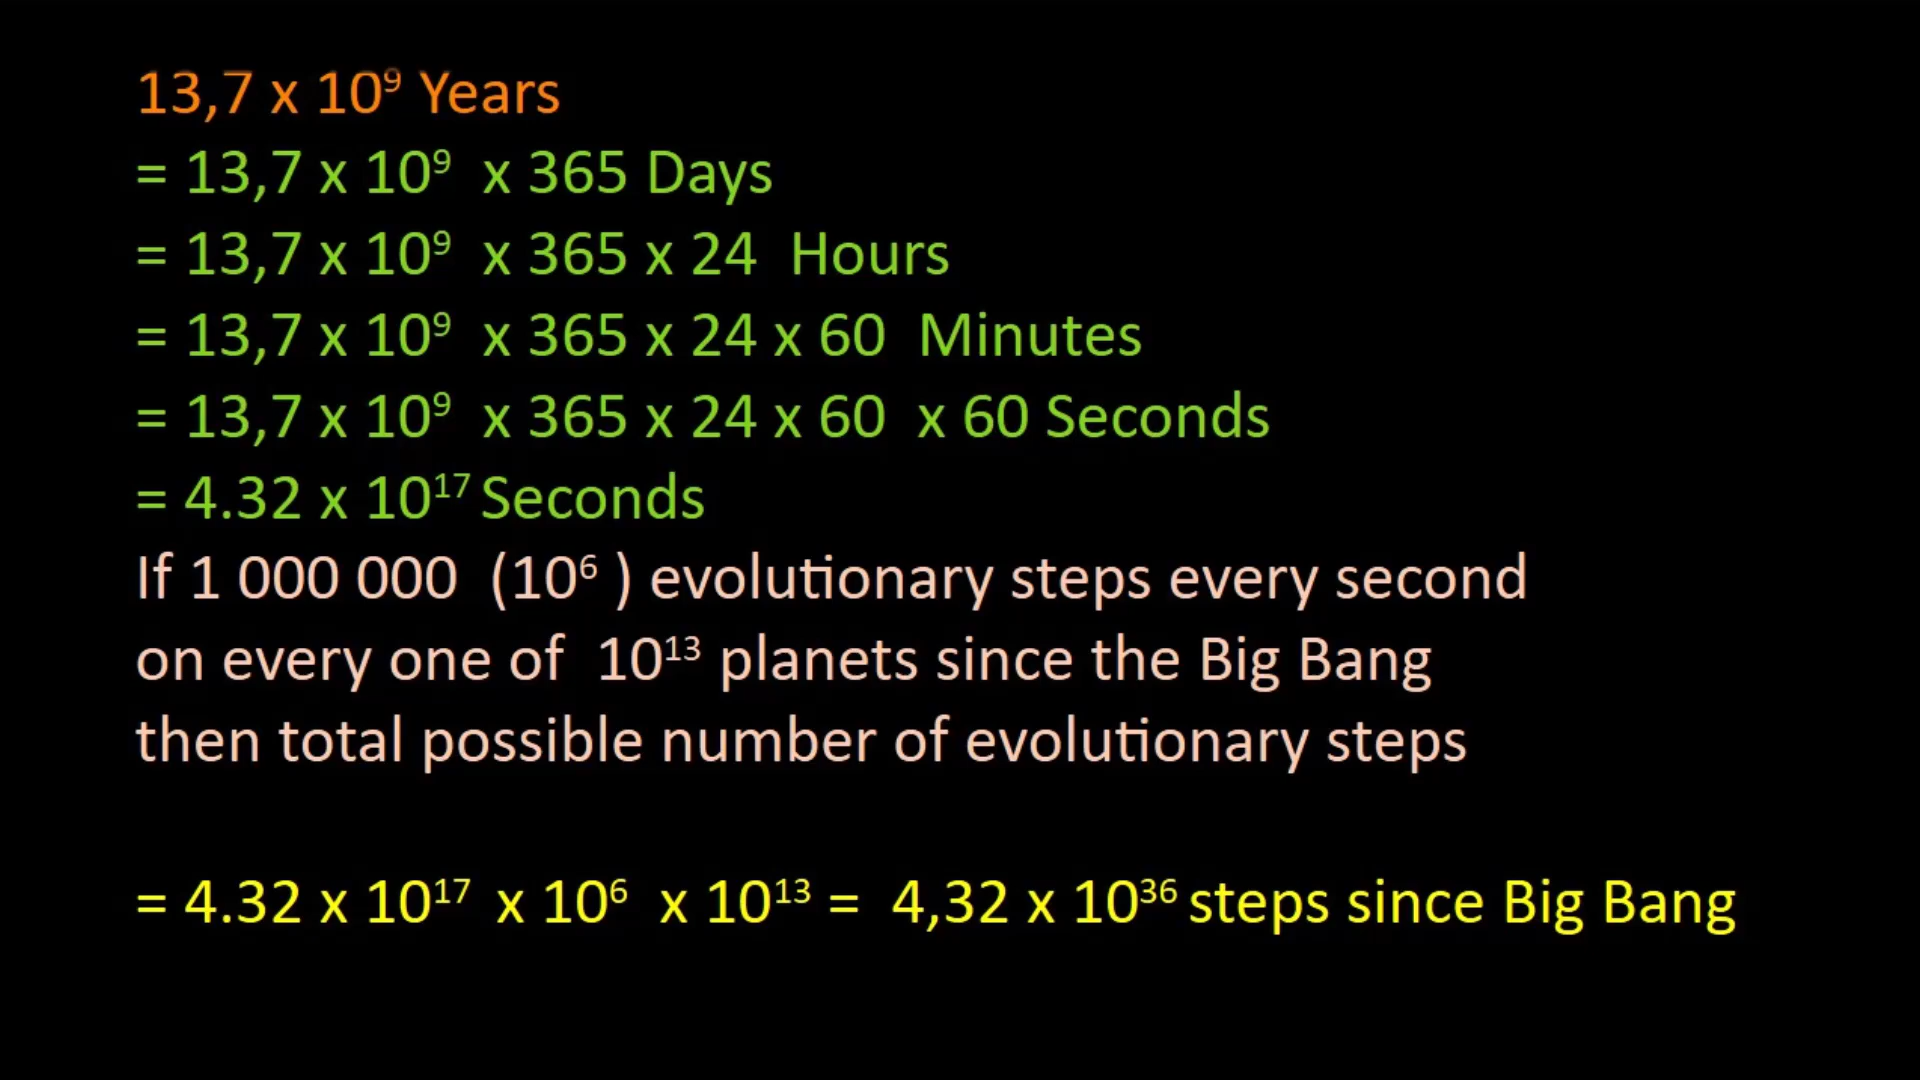 13,7 x 10⁹ Years
= 13,7 x 10⁹ x 365 Days
= 13,7 x 10⁹ x 365 x 24 Hours
= 13,7 x 10⁹ x 365 x 24 x 60 Minutes
= 13,7 x 10⁹ x 365 x 24 x 60 x 60 Seconds
= 4.32 x 10¹⁷ Seconds
If 1 000 000 (10⁶ ) evolutionary steps every second
on every one of 10¹³ planets since the Big Bang
then total possible number of evolutionary steps
= 4.32 x 10¹⁷ x 10⁶ x 10¹³ = 4,32 x 10³⁶ steps since Big Bang